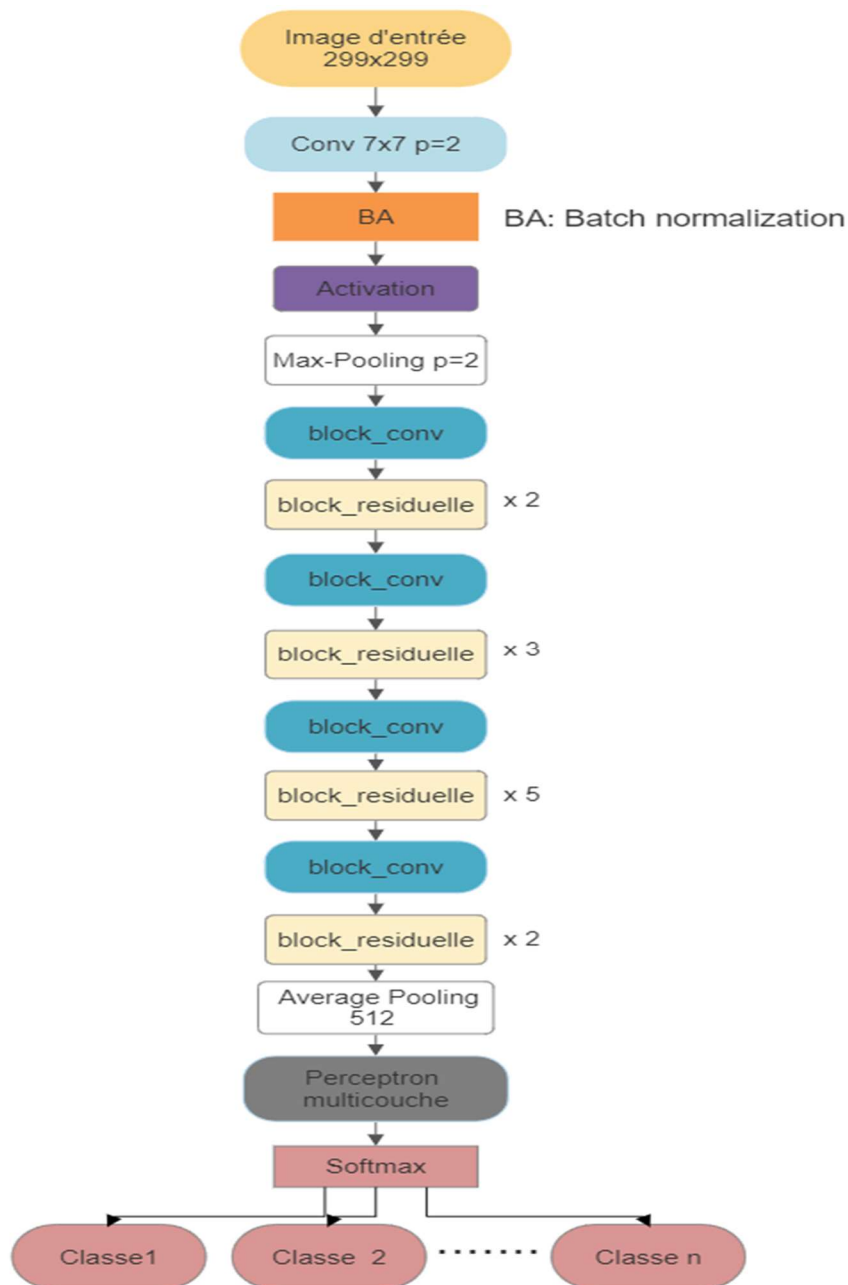 Image d'entrée
299x299
Conv 7x7 p=2
BA
BA: Batch normalization
Activation
Max-Pooling p=2
block_conv
block_residuelle
x 2
block_conv
block_residuelle
x 3
block_conv
block_residuelle
x 5
block_conv
block_residuelle
x 2
Average Pooling
512
Perceptron
multicouche
Softmax
Classe1
Classe 2
........
Classe n